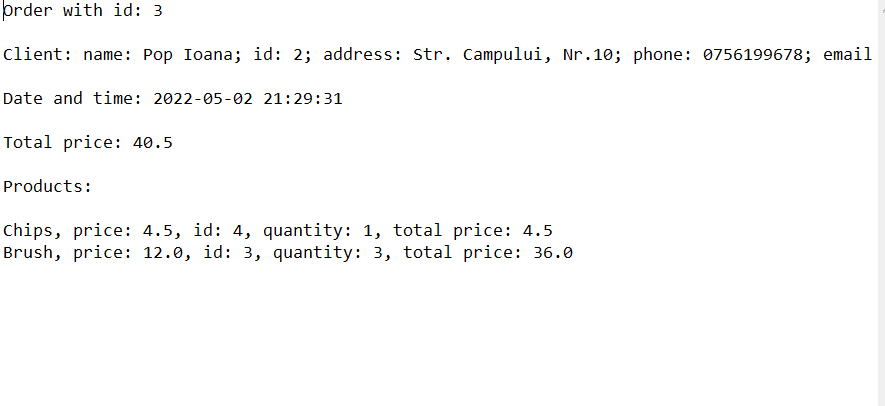 Order with id: 3
Client: name: Pop Ioana; id: 2; address: Str. Campului, Nr.10; phone: 0756199678; email
Date and time: 2022-05-02 21:29:31
Total price: 40.5
Products:
Chips, price: 4.5, id: 4, quantity: 1, total price: 4.5
Brush, price: 12.0, id: 3, quantity: 3, total price: 36.0